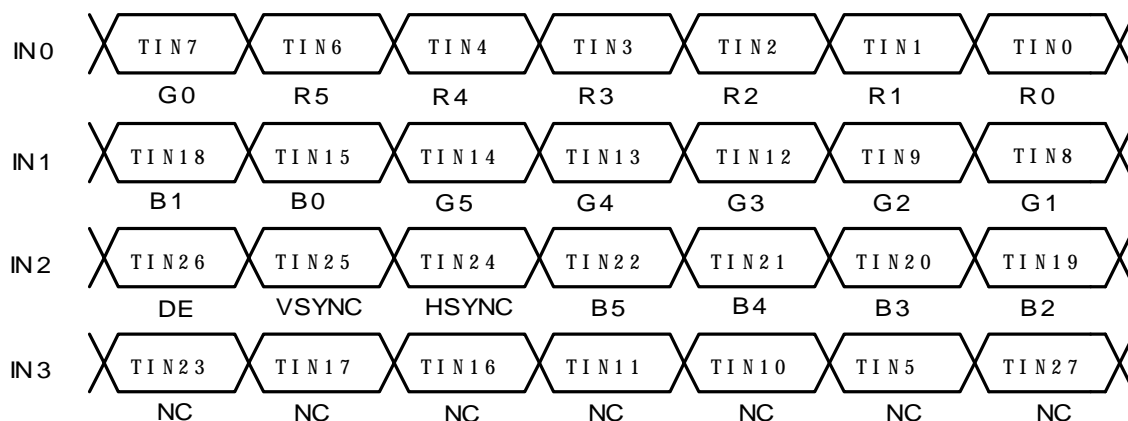 IN0 TIN7 TIN6 TIN4 TIN3 TIN2 TIN1 TIN0
G0 R5 R4 R3 R2 R1 R0
IN1 TIN18 TIN15 TIN14 TIN13 TIN12 TIN9 TIN8
B1 B0 G5 G4 G3 G2 G1
IN2 TIN26 TIN25 TIN24 TIN22 TIN21 TIN20 TIN19
DE VSYNC HSYNC B5 B4 B3 B2
IN3 TIN23 TIN17 TIN16 TIN11 TIN10 TIN5 TIN27
NC NC NC NC NC NC NC